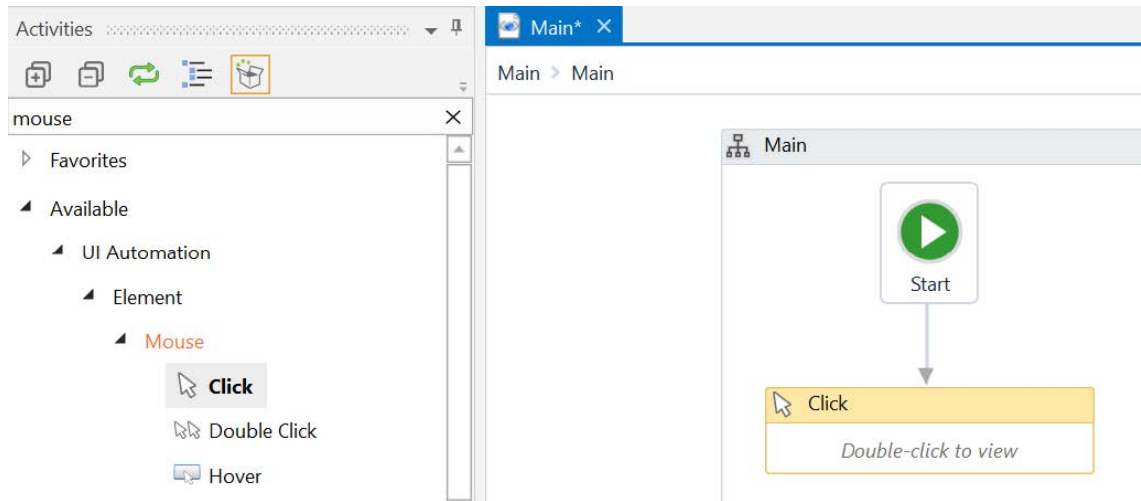 Activities
mouse
Favorites
Available
UI Automation
Element
Mouse
Click
Double Click
Hover
Main*
Main > Main
Main
Start
Click
Double-click to view